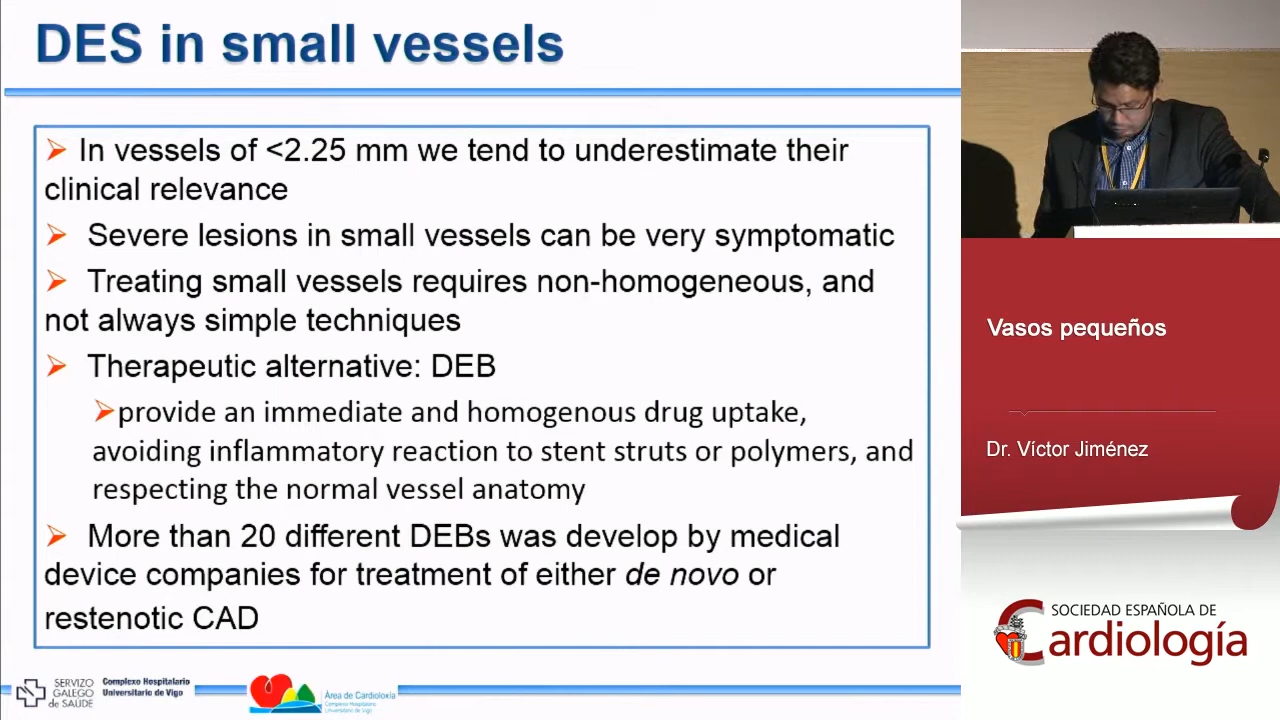 DES in small vessels
➢ In vessels of <2.25 mm we tend to underestimate their
clinical relevance
➢ Severe lesions in small vessels can be very symptomatic
➢ Treating small vessels requires non-homogeneous, and
not always simple techniques
➢ Therapeutic alternative: DEB
➢provide an immediate and homogenous drug uptake,
avoiding inflammatory reaction to stent struts or polymers, and
respecting the normal vessel anatomy
➢ More than 20 different DEBs was develop by medical
device companies for treatment of either de novo or
restenotic CAD
SERVIZO
GALEGO
de SAÚDE
Complexo Hospitalario
Universitario de Vigo
Área de Cardioloxía
Complexo Hospitalario
Universitario de Vigo
Vasos pequeños
Dr. Víctor Jiménez
SOCIEDAD ESPAÑOLA DE
Cardiología